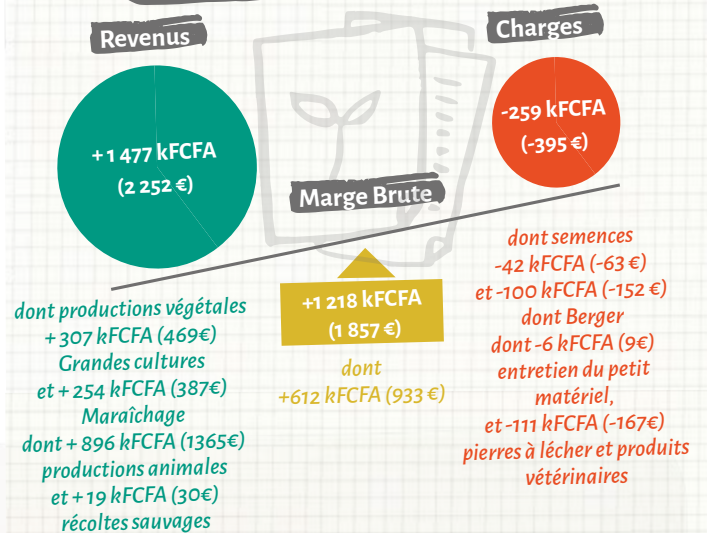 Revenus
+1 477 kFCFA
(2 252 €)
dont productions végétales
+307 kFCFA (469€)
Grandes cultures
et +254 kFCFA (387€)
Maraîchage
dont +896 kFCFA (1365€)
productions animales
et +19 kFCFA (30€)
récoltes sauvages
Marge Brute
+1 218 kFCFA
(1 857 €)
dont
+612 kFCFA (933 €)
Charges
-259 kFCFA
(-395 €)
dont semences
-42 kFCFA (-63 €)
et -100 kFCFA (-152 €)
dont Berger
dont -6 kFCFA (9€)
entretien du petit
matériel,
et -111 kFCFA (-167€)
pierres à lécher et produits
vétérinaires